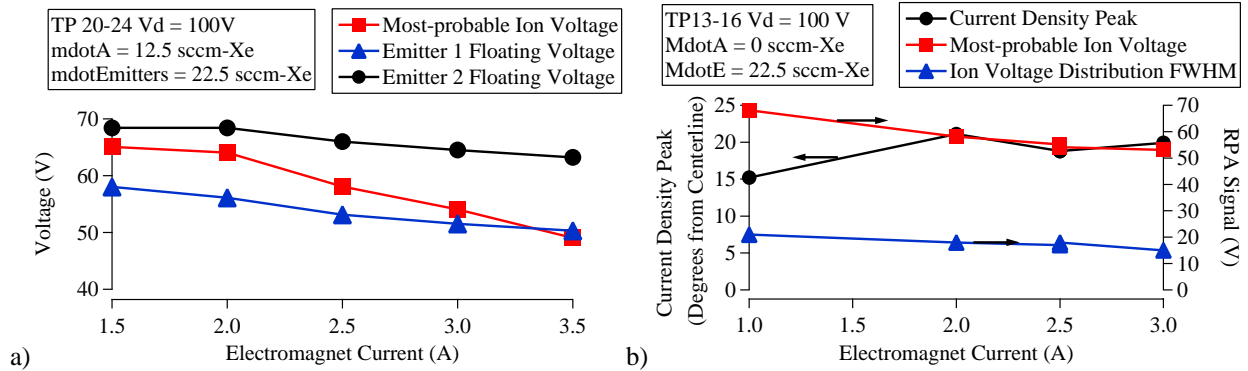 TP 20-24 Vd = 100V
mdotA = 12.5 sccm-Xe
mdotEmitters = 22.5 sccm-Xe
Most-probable Ion Voltage
Emitter 1 Floating Voltage
Emitter 2 Floating Voltage
70
60
50
40
Voltage (V)
1.5 2.0 2.5 3.0 3.5
Electromagnet Current (A)
a)
TP13-16 Vd = 100 V
MdotA = 0 sccm-Xe
MdotE = 22.5 sccm-Xe
Current Density Peak
Most-probable Ion Voltage
Ion Voltage Distribution FWHM
25
20
15
10
5
0
Current Density Peak
(Degrees from Centerline)
70
60
50
40
30
20
10
0
RPA Signal (V)
1.0 1.5 2.0 2.5 3.0
Electromagnet Current (A)
b)